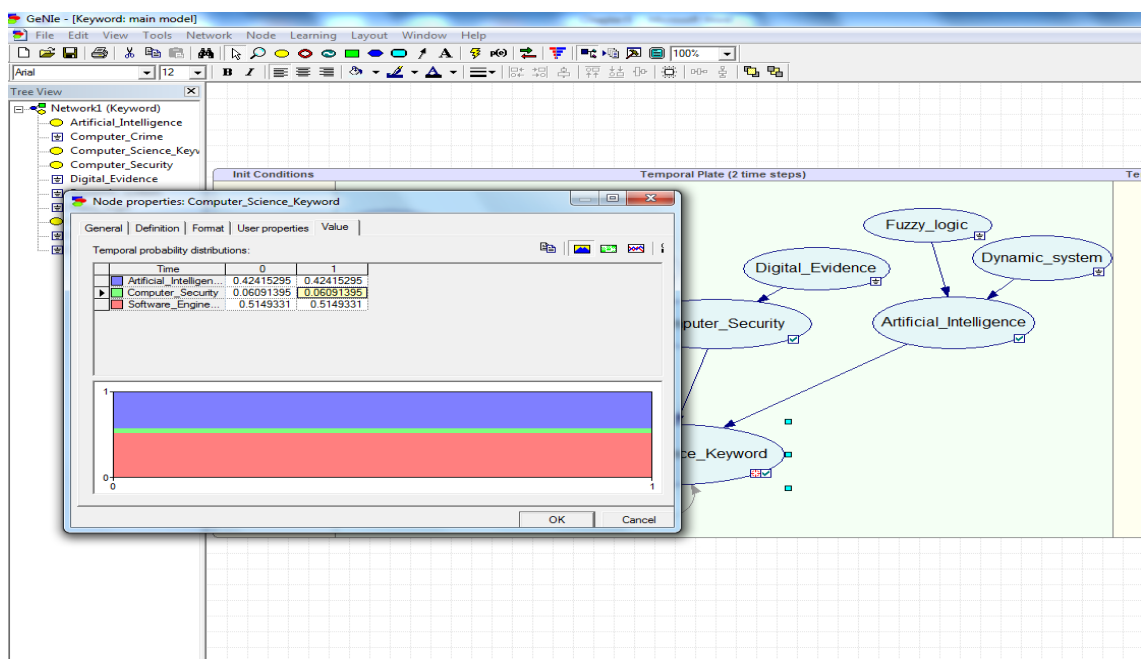 GeNIe - [Keyword: main model]
File Edit View Tools Network Node Learning Layout Window Help
100%
Arial 12 B I A
Tree View
Network1 (Keyword)
Artificial_Intelligence
Computer_Crime
Computer_Science_Keyw
Computer_Security
Digital_Evidence
Init Conditions
Temporal Plate (2 time steps)
Te
Node properties: Computer_Science_Keyword
General Definition Format User properties Value
Temporal probability distributions:
Time 0 1
Artificial_Intelligen... 0.42415295 0.42415295
Computer_Security 0.06091395 0.06091395
Software_Engine... 0.5149331 0.5149331
1
0
0 1
OK Cancel
Fuzzy_logic
Digital_Evidence
Dynamic_system
puter_Security
Artificial_Intelligence
ce_Keyword